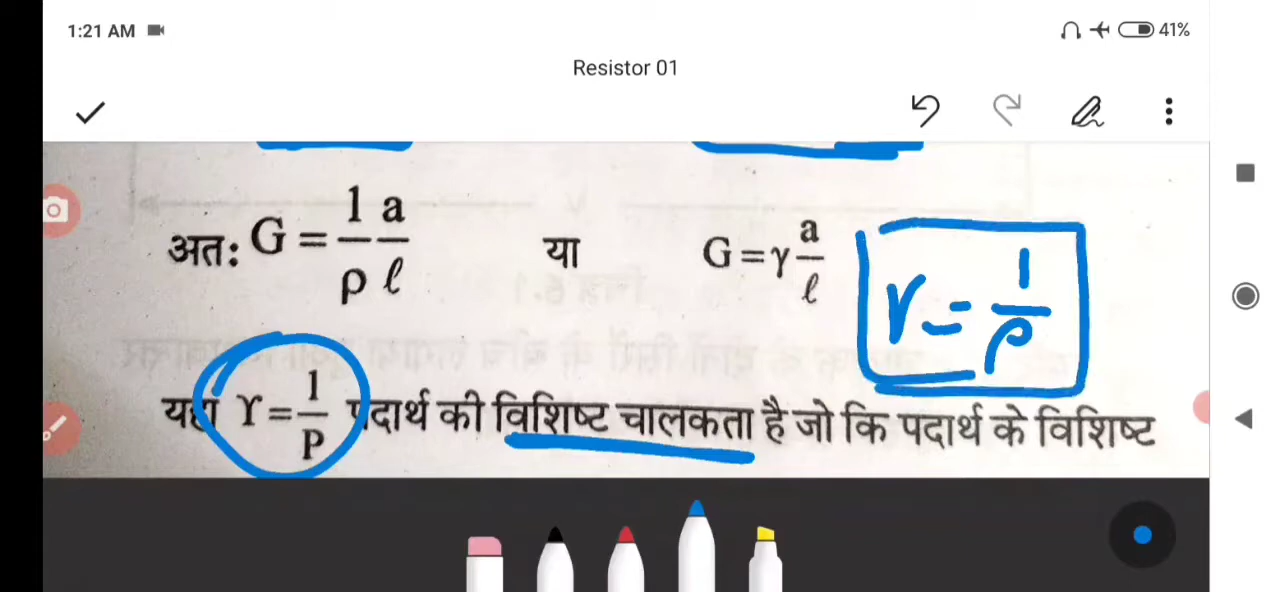 1:21 AM
41%
Resistor 01
अतः G = 1/ρ a/ℓ या G = γ a/ℓ
γ = 1/ρ
यहां ϒ = 1/P पदार्थ की विशिष्ट चालकता है जो कि पदार्थ के विशिष्ट